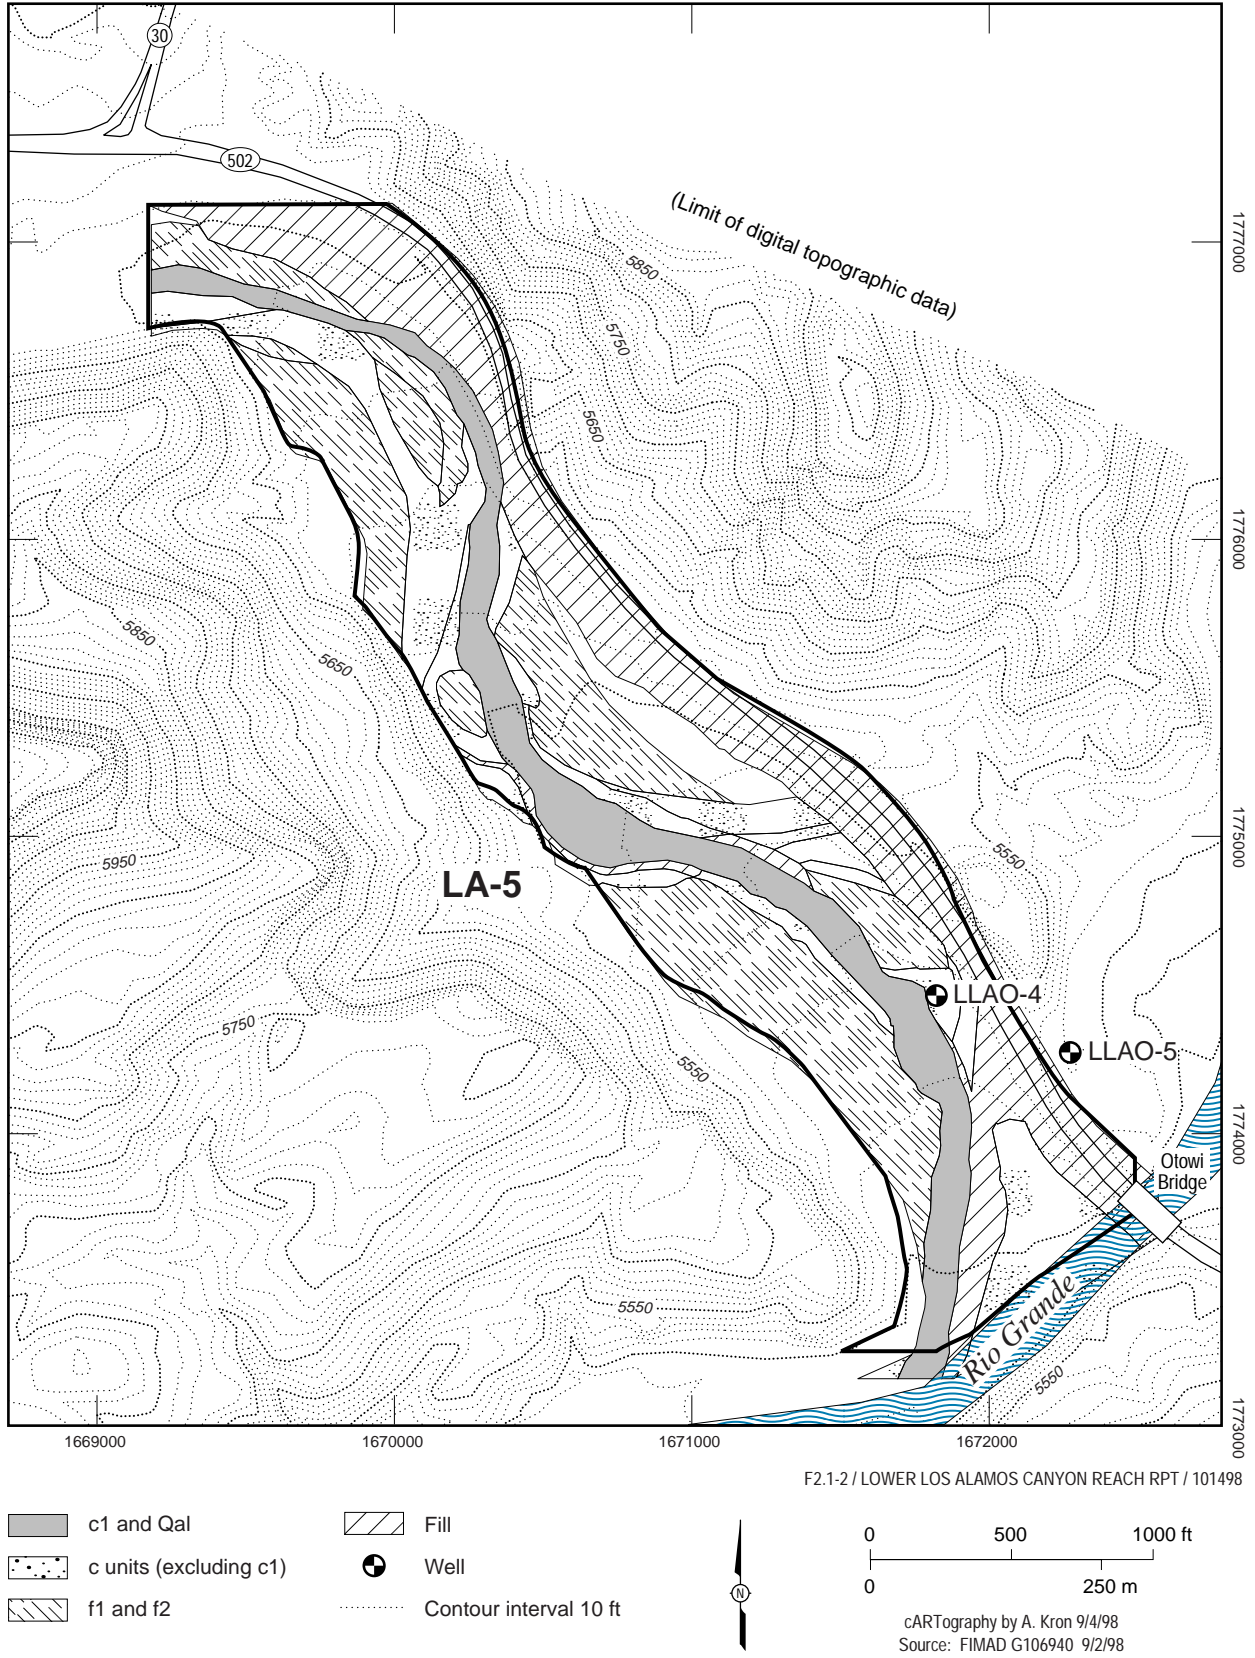 30
502
(Limit of digital topographic data)
1777000
5850
5750
5650
1776000
5850
5650
1775000
5950
LA-5
5550
LLAO-4
5750
LLAO-5
5550
1774000
Otowi
Bridge
5550
Rio Grande
5550
1773000
1669000
1670000
1671000
1672000
F2.1-2 / LOWER LOS ALAMOS CANYON REACH RPT / 101498
c1 and Qal
c units (excluding c1)
f1 and f2
Fill
Well
Contour interval 10 ft
N
0 500 1000 ft
0 250 m
cARTography by A. Kron 9/4/98
Source: FIMAD G106940 9/2/98